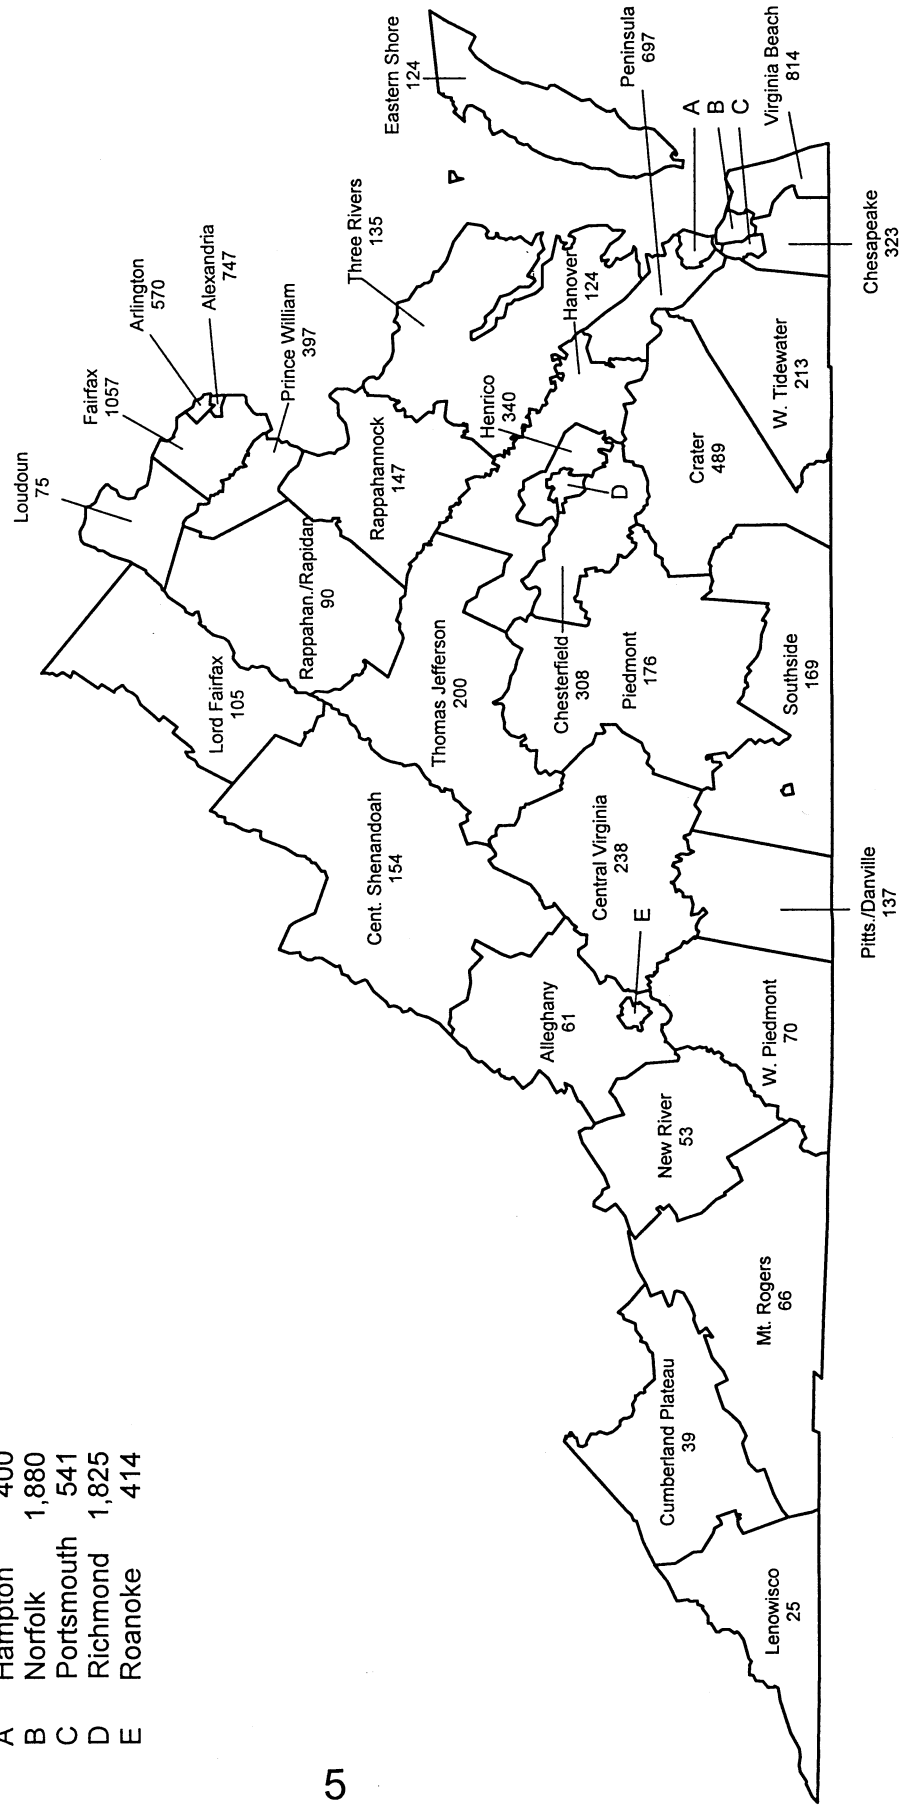 A Hampton 400
B Norfolk 1,880
C Portsmouth 541
D Richmond 1,825
E Roanoke 414
Loudoun
75
Fairfax
1057
Arlington
570
Alexandria
747
Prince William
397
Three Rivers
135
Eastern Shore
124
Lord Fairfax
105
Rappahan./Rapidan
90
Rappahannock
147
Henrico
340
Hanover
124
Peninsula
697
A
B
C
Virginia Beach
814
Cent. Shenandoah
154
Thomas Jefferson
200
Chesterfield
308
D
Crater
489
W. Tidewater
213
Chesapeake
323
Alleghany
61
Central Virginia
238
E
Piedmont
176
Southside
169
New River
53
W. Piedmont
70
Pitts./Danville
137
Cumberland Plateau
39
Mt. Rogers
66
Lenowisco
25
5